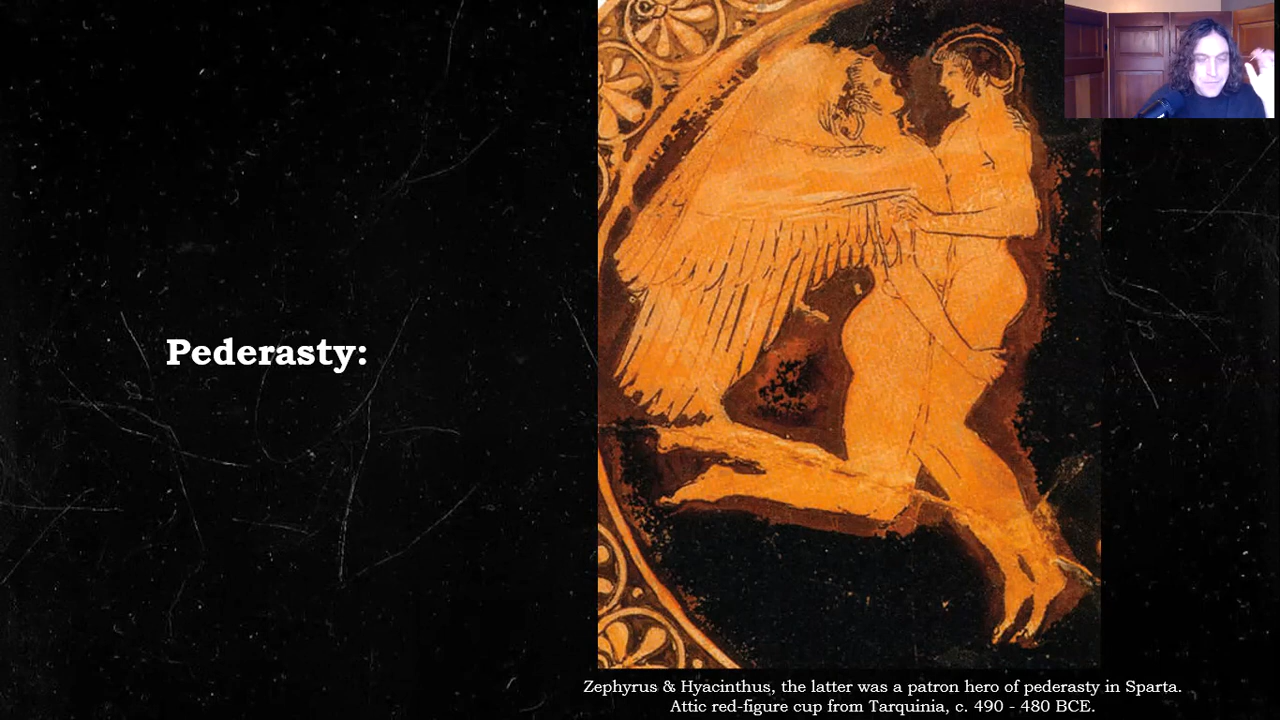 Pederasty:
Zephyrus & Hyacinthus, the latter was a patron hero of pederasty in Sparta.
Attic red-figure cup from Tarquinia, c. 490 - 480 BCE.